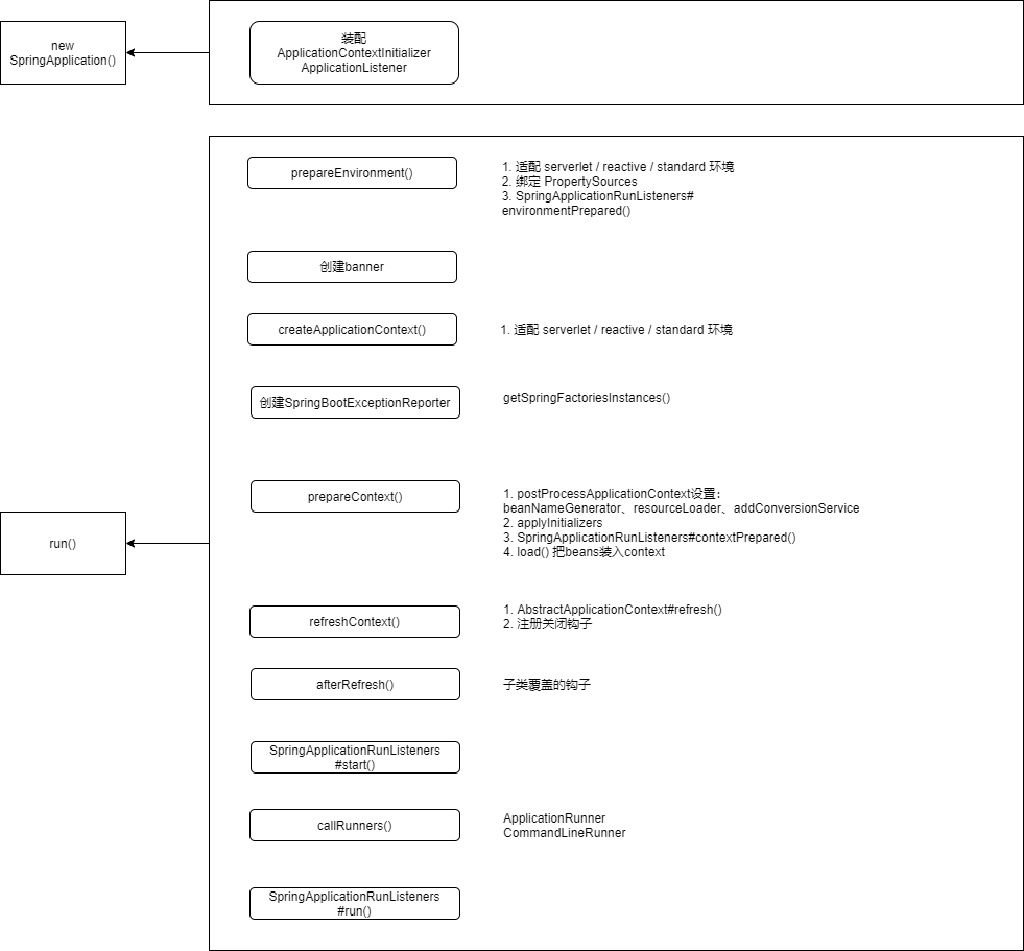 new
SpringApplication()
装配
ApplicationContextInitializer
ApplicationListener
prepareEnvironment()
1. 适配 serverlet / reactive / standard 环境
2. 绑定 PropertySources
3. SpringApplicationRunListeners#
environmentPrepared()
创建banner
createApplicationContext()
1. 适配 serverlet / reactive / standard 环境
创建SpringBootExceptionReporter
getSpringFactoriesInstances()
prepareContext()
1. postProcessApplicationContext设置：
beanNameGenerator、resourceLoader、addConversionService
2. applyInitializers
3. SpringApplicationRunListeners#contextPrepared()
4. load() 把beans装入context
run()
refreshContext()
1. AbstractApplicationContext#refresh()
2. 注册关闭钩子
afterRefresh()
子类覆盖的钩子
SpringApplicationRunListeners
#start()
callRunners()
ApplicationRunner
CommandLineRunner
SpringApplicationRunListeners
#run()